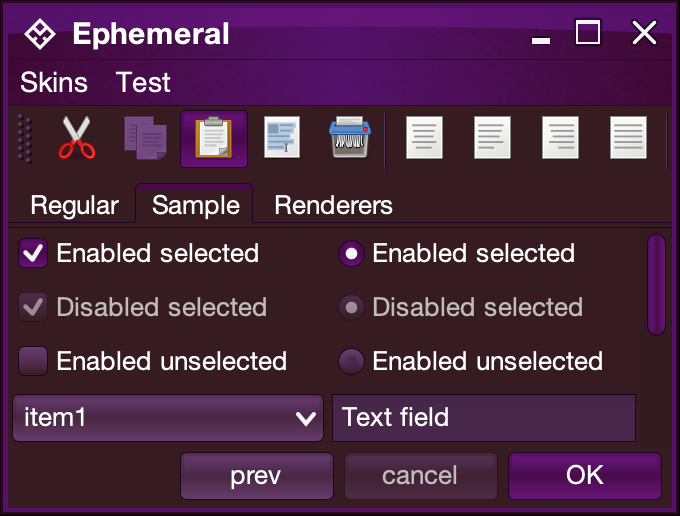 Ephemeral
Skins Test
Regular Sample Renderers
Enabled selected Enabled selected
Disabled selected Disabled selected
Enabled unselected Enabled unselected
item1 Text field
prev cancel OK